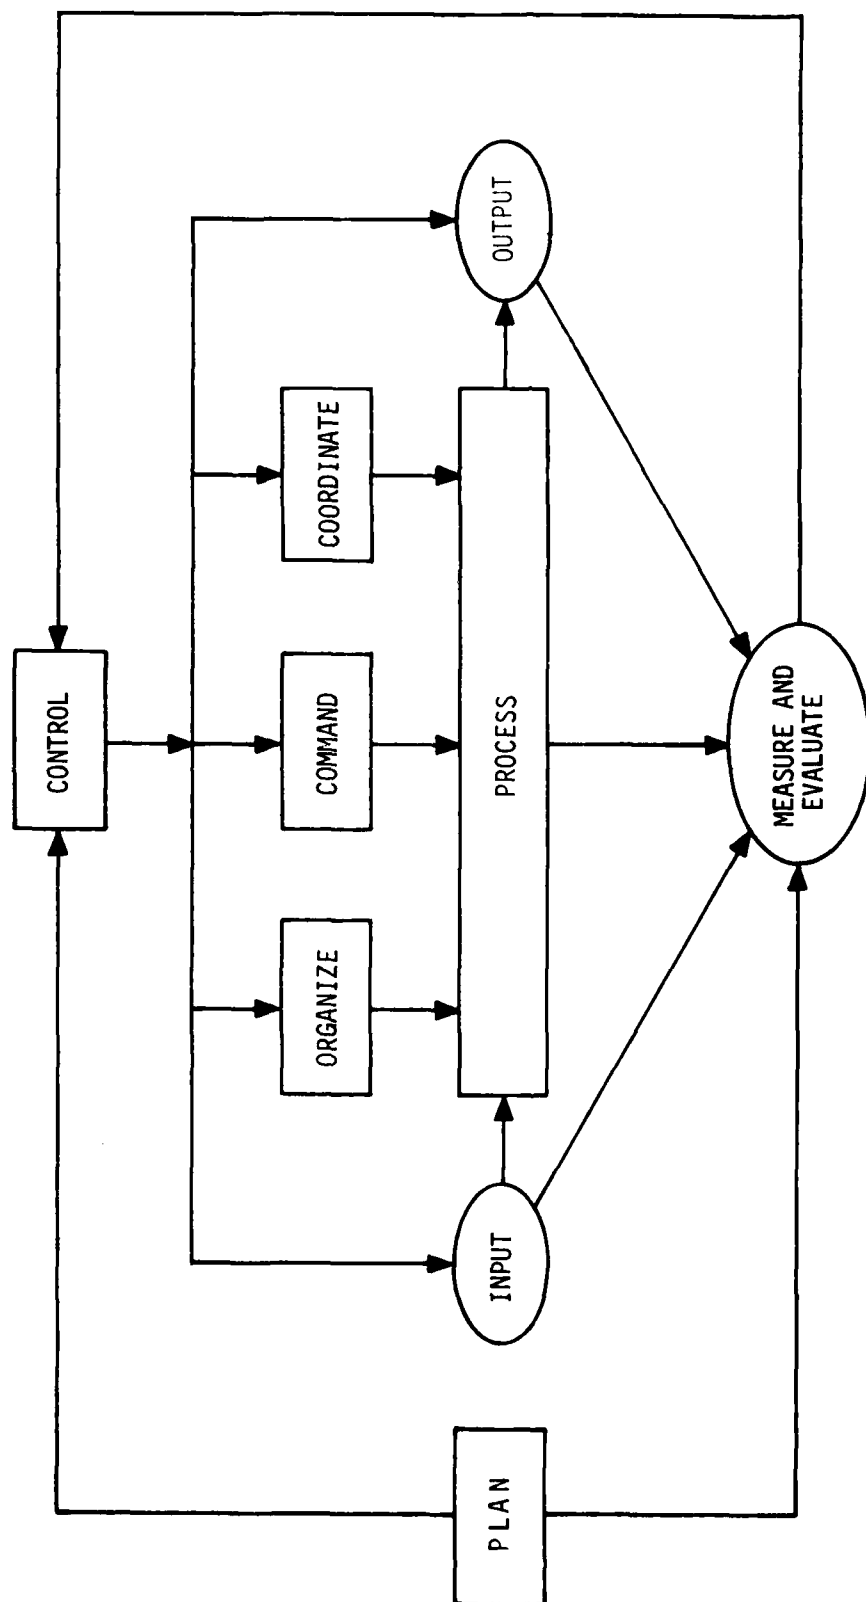 CONTROL
ORGANIZE
COMMAND
COORDINATE
PLAN
INPUT
PROCESS
OUTPUT
MEASURE AND
EVALUATE